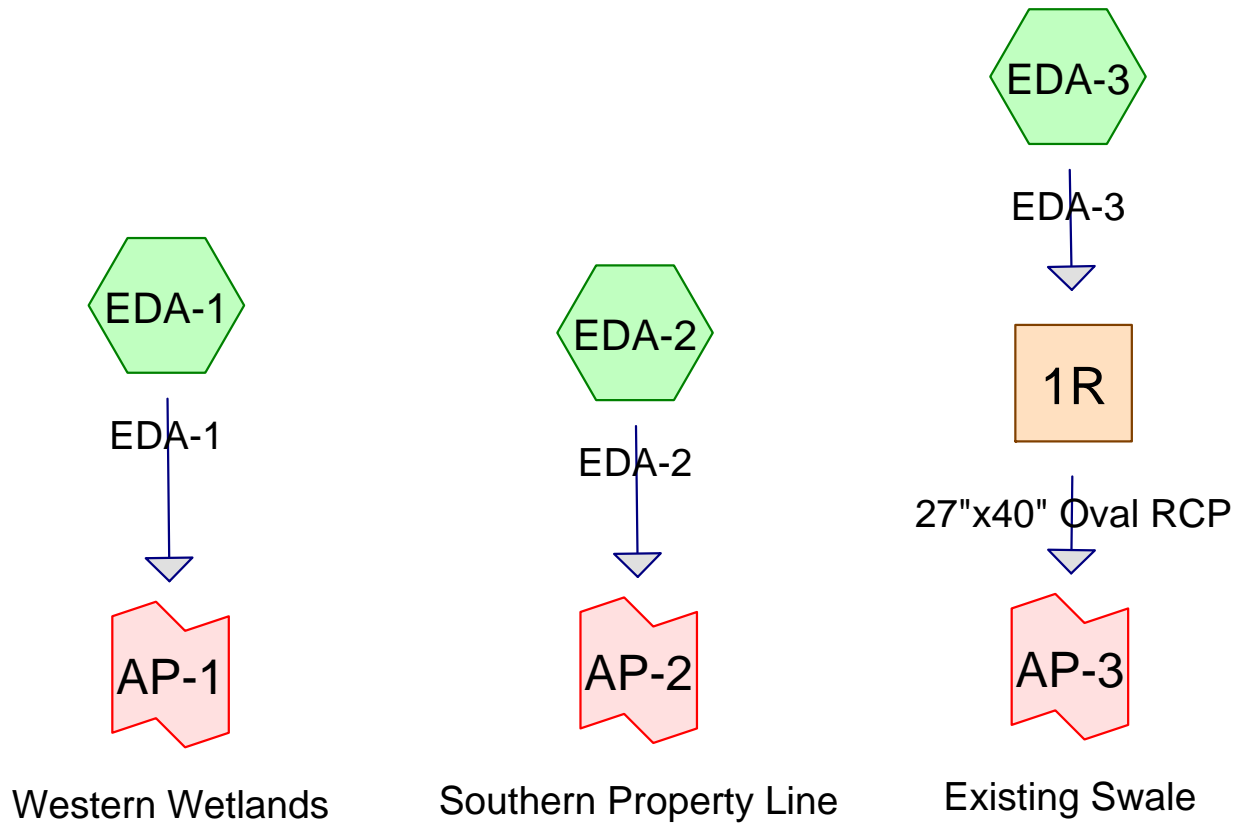 EDA-3
EDA-3
EDA-1
EDA-2
1R
EDA-1
EDA-2
27"x40" Oval RCP
AP-1
AP-2
AP-3
Western Wetlands
Southern Property Line
Existing Swale